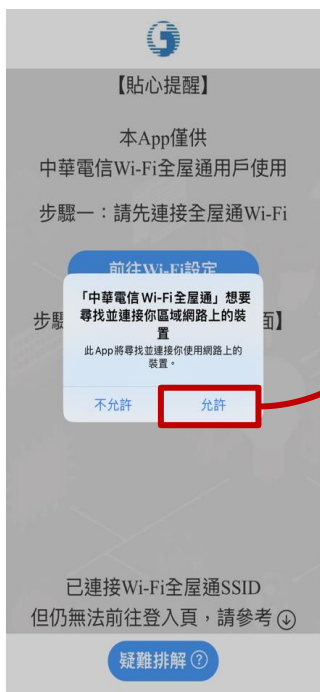 【貼心提醒】
本App僅供
中華電信Wi-Fi全屋通用戶使用
步驟一：請先連接全屋通Wi-Fi
前往Wi-Fi設定
「中華電信 Wi-Fi 全屋通」想要
尋找並連接你區域網路上的裝
置
此 App 將尋找並連接你使用網路上的
裝置。
不允許 允許
步驟
面】
已連接Wi-Fi全屋通SSID
但仍無法前往登入頁，請參考
疑難排解?